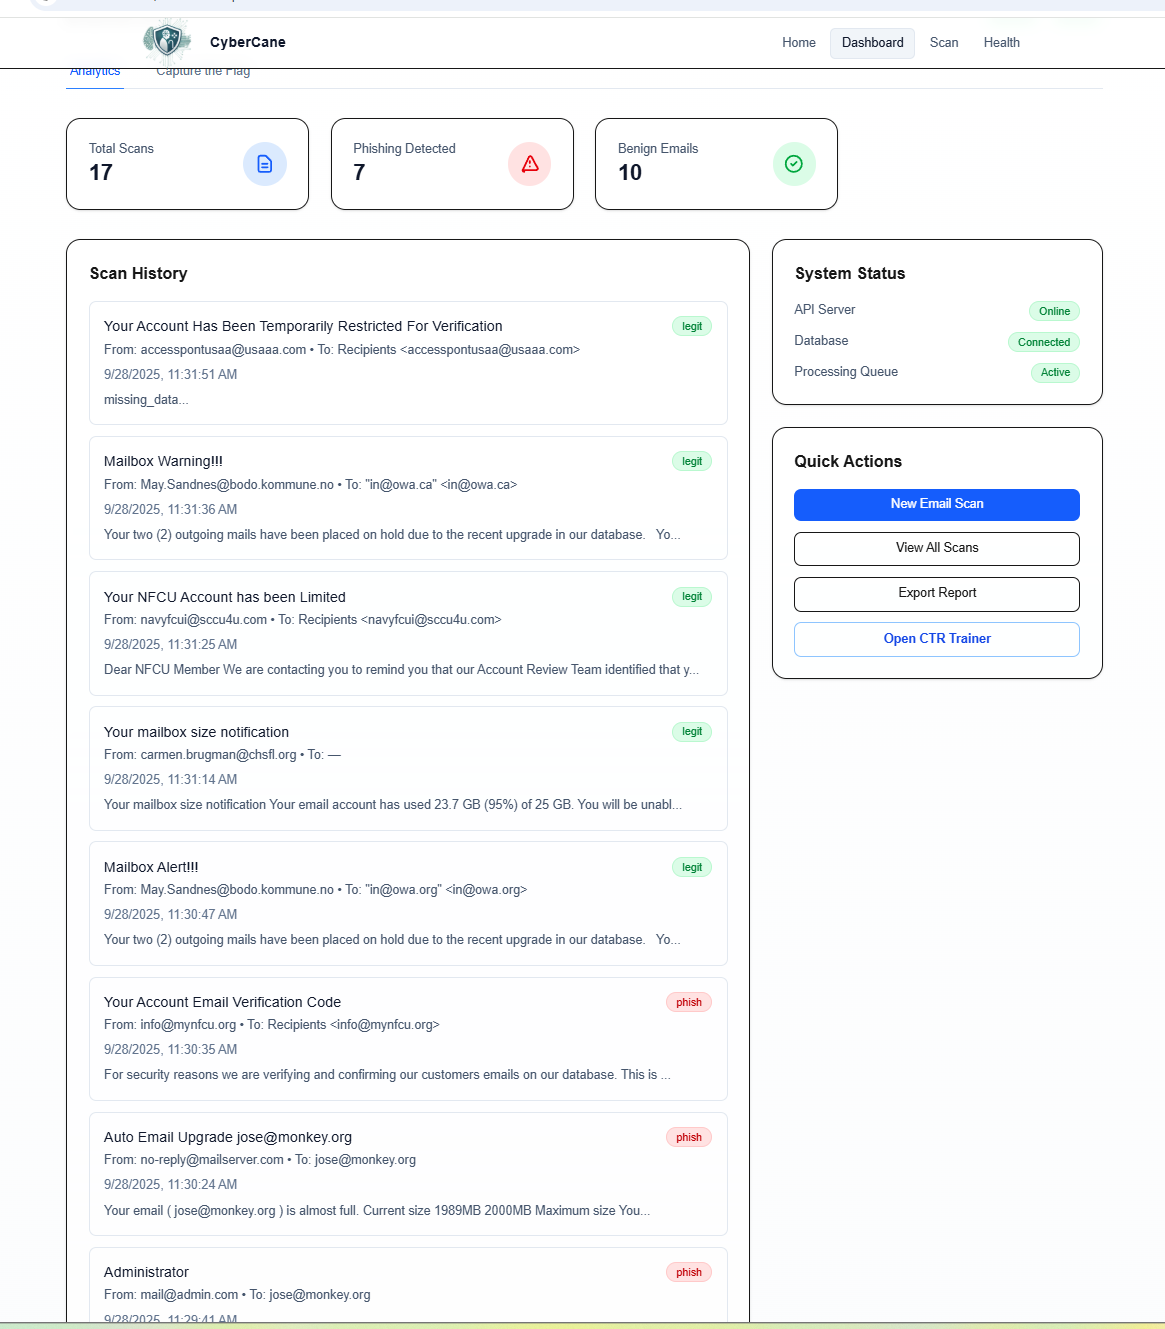 CyberCane
Home
Dashboard
Scan
Health
Analytics
Capture the Flag
Total Scans
17
Phishing Detected
7
Benign Emails
10
Scan History
Your Account Has Been Temporarily Restricted For Verification
legit
From: accesspontusaa@usaaa.com • To: Recipients <accesspontusaa@usaaa.com>
9/28/2025, 11:31:51 AM
missing_data...
Mailbox Warning!!!
legit
From: May.Sandnes@bodo.kommune.no • To: "in@owa.ca" <in@owa.ca>
9/28/2025, 11:31:36 AM
Your two (2) outgoing mails have been placed on hold due to the recent upgrade in our database.   Yo...
Your NFCU Account has been Limited
legit
From: navyfcui@sccu4u.com • To: Recipients <navyfcui@sccu4u.com>
9/28/2025, 11:31:25 AM
Dear NFCU Member We are contacting you to remind you that our Account Review Team identified that y...
Your mailbox size notification
legit
From: carmen.brugman@chsfl.org • To: —
9/28/2025, 11:31:14 AM
Your mailbox size notification Your email account has used 23.7 GB (95%) of 25 GB. You will be unabl...
Mailbox Alert!!!
legit
From: May.Sandnes@bodo.kommune.no • To: "in@owa.org" <in@owa.org>
9/28/2025, 11:30:47 AM
Your two (2) outgoing mails have been placed on hold due to the recent upgrade in our database.   Yo...
Your Account Email Verification Code
phish
From: info@mynfcu.org • To: Recipients <info@mynfcu.org>
9/28/2025, 11:30:35 AM
For security reasons we are verifying and confirming our customers emails on our database. This is ...
Auto Email Upgrade jose@monkey.org
phish
From: no-reply@mailserver.com • To: jose@monkey.org
9/28/2025, 11:30:24 AM
Your email ( jose@monkey.org ) is almost full. Current size 1989MB 2000MB Maximum size You...
Administrator
phish
From: mail@admin.com • To: jose@monkey.org
9/28/2025, 11:29:41 AM
System Status
API Server
Online
Database
Connected
Processing Queue
Active
Quick Actions
New Email Scan
View All Scans
Export Report
Open CTR Trainer